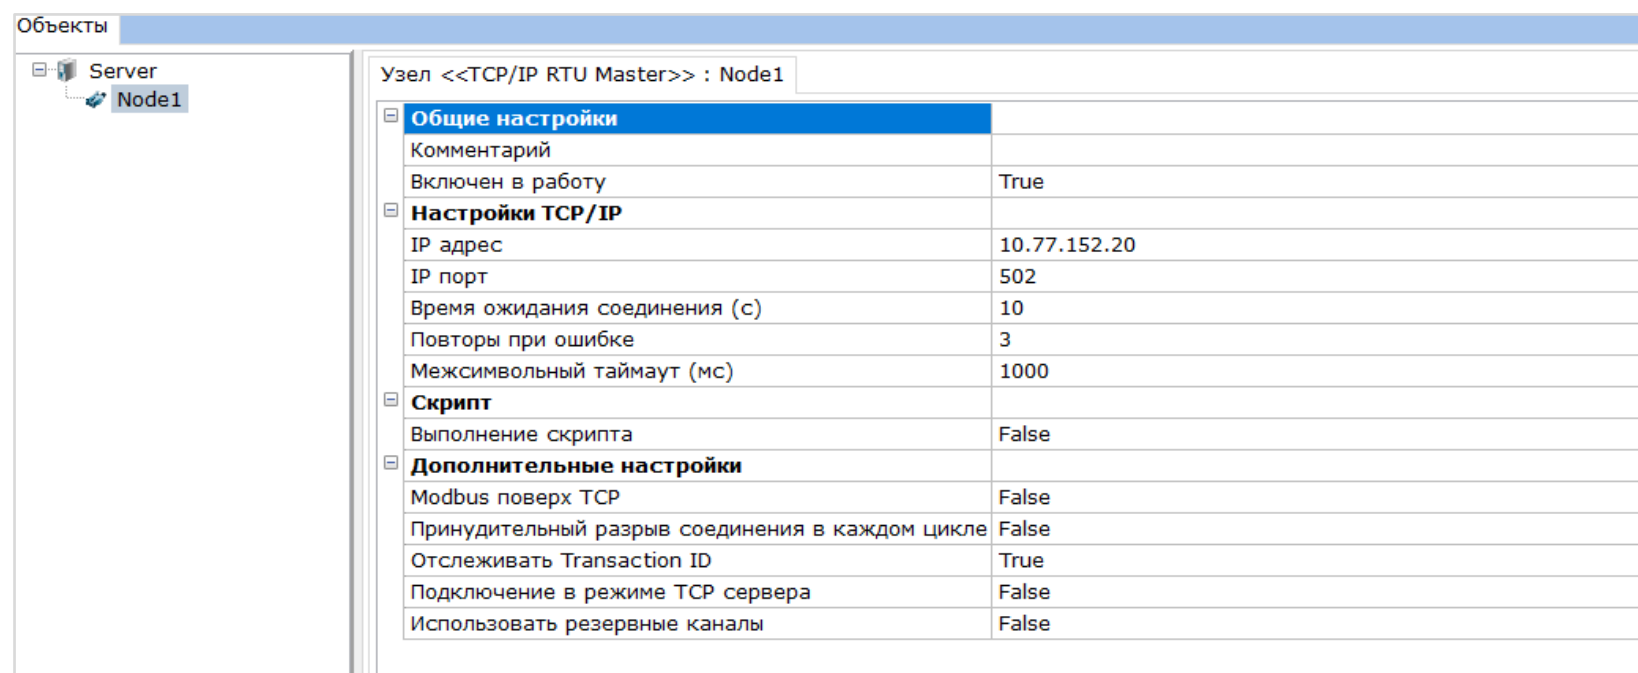 Объекты
Server
Node1
Узел <<TCP/IP RTU Master>> : Node1
Общие настройки
Комментарий
Включен в работу True
Настройки TCP/IP
IP адрес 10.77.152.20
IP порт 502
Время ожидания соединения (с) 10
Повторы при ошибке 3
Межсимвольный таймаут (мс) 1000
Скрипт
Выполнение скрипта False
Дополнительные настройки
Modbus поверх TCP False
Принудительный разрыв соединения в каждом цикле False
Отслеживать Transaction ID True
Подключение в режиме TCP сервера False
Использовать резервные каналы False